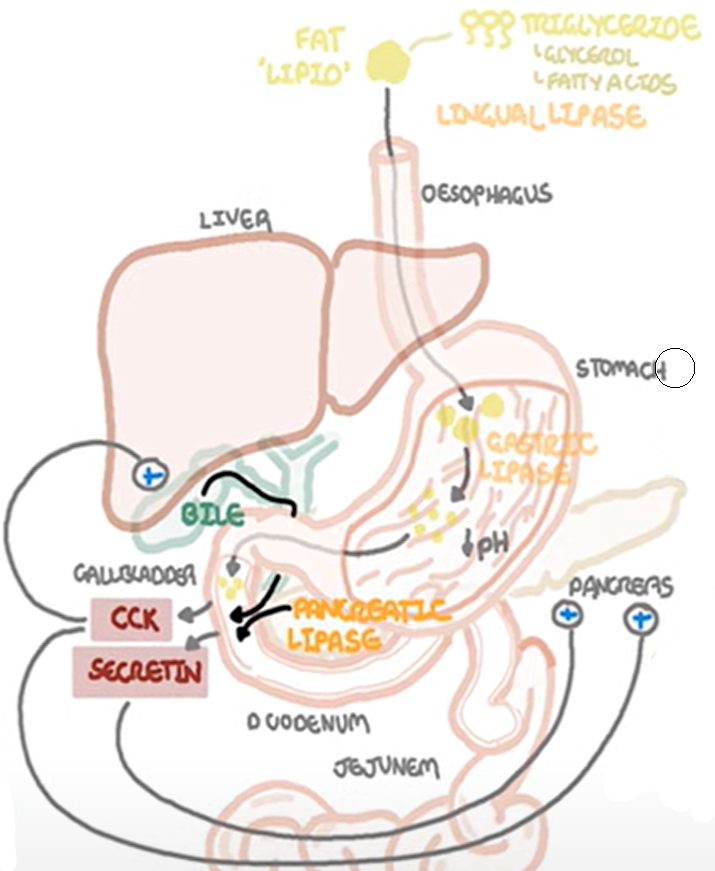 FAT
'LIPID'
TRIGLYCERIDE
GLYCEROL
FATTY ACIDS
LINGUAL LIPASE
OESOPHAGUS
LIVER
STOMACH
GASTRIC
LIPASE
BILE
↓pH
GALLBLADDER
PANCREAS
CCK
PANCREATIC
LIPASE
SECRETIN
DUODENUM
JEJUNEM
+
+
+